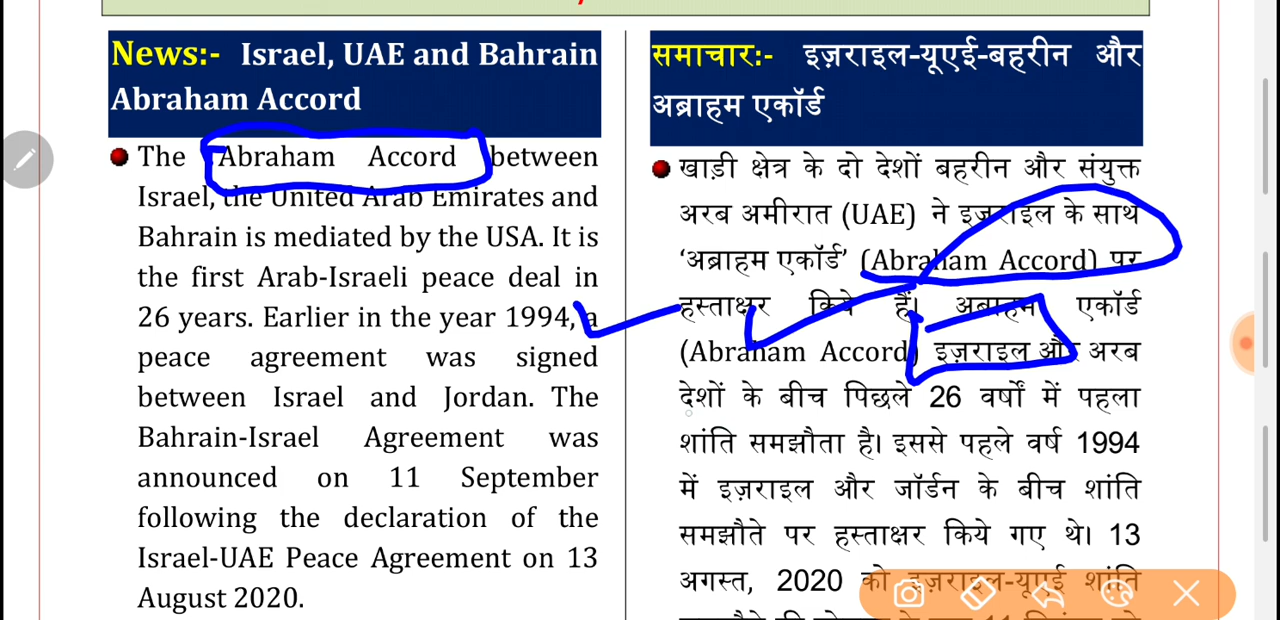 News:- Israel, UAE and Bahrain
Abraham Accord
The Abraham Accord between
Israel, the United Arab Emirates and
Bahrain is mediated by the USA. It is
the first Arab-Israeli peace deal in
26 years. Earlier in the year 1994, a
peace agreement was signed
between Israel and Jordan. The
Bahrain-Israel Agreement was
announced on 11 September
following the declaration of the
Israel-UAE Peace Agreement on 13
August 2020.
समाचार:- इज़राइल-यूएई-बहरीन और
अब्राहम एकॉर्ड
खाड़ी क्षेत्र के दो देशों बहरीन और संयुक्त
अरब अमीरात (UAE) ने इज़राइल के साथ
‘अब्राहम एकॉर्ड’ (Abraham Accord) पर
हस्ताक्षर किये हैं। अब्राहम एकॉर्ड
(Abraham Accord) इज़राइल और अरब
देशों के बीच पिछले 26 वर्षों में पहला
शांति समझौता है। इससे पहले वर्ष 1994
में इज़राइल और जॉर्डन के बीच शांति
समझौते पर हस्ताक्षर किये गए थे। 13
अगस्त, 2020 को इज़राइल-यूएई शांति